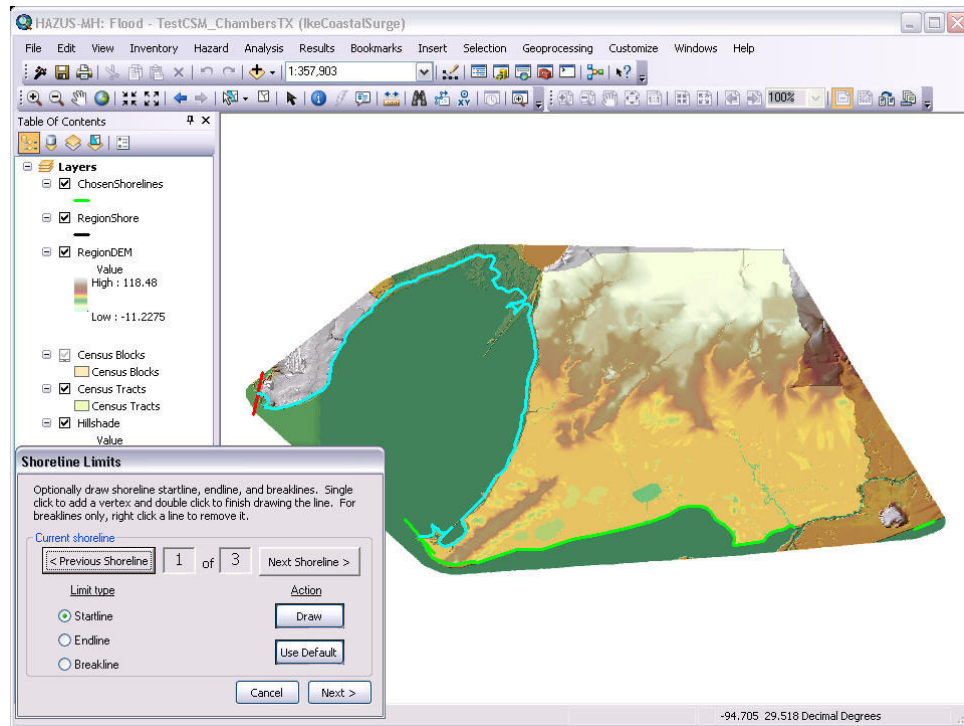 HAZUS-MH: Flood - TestCSM_ChambersTX (IkeCoastalSurge)
File Edit View Inventory Hazard Analysis Results Bookmarks Insert Selection Geoprocessing Customize Windows Help
1:357,903
100%
Table Of Contents
Layers
ChosenShorelines
RegionShore
RegionDEM
Value
High : 118.48
Low : -11.2275
Census Blocks
Census Blocks
Census Tracts
Census Tracts
Hillshade
Value
Shoreline Limits
Optionally draw shoreline startline, endline, and breaklines. Single
click to add a vertex and double click to finish drawing the line. For
breaklines only, right click a line to remove it.
Current shoreline
< Previous Shoreline 1 of 3 Next Shoreline >
Limit type Action
Startline Draw
Endline
Use Default
Breakline
Cancel Next >
-94.705 29.518 Decimal Degrees